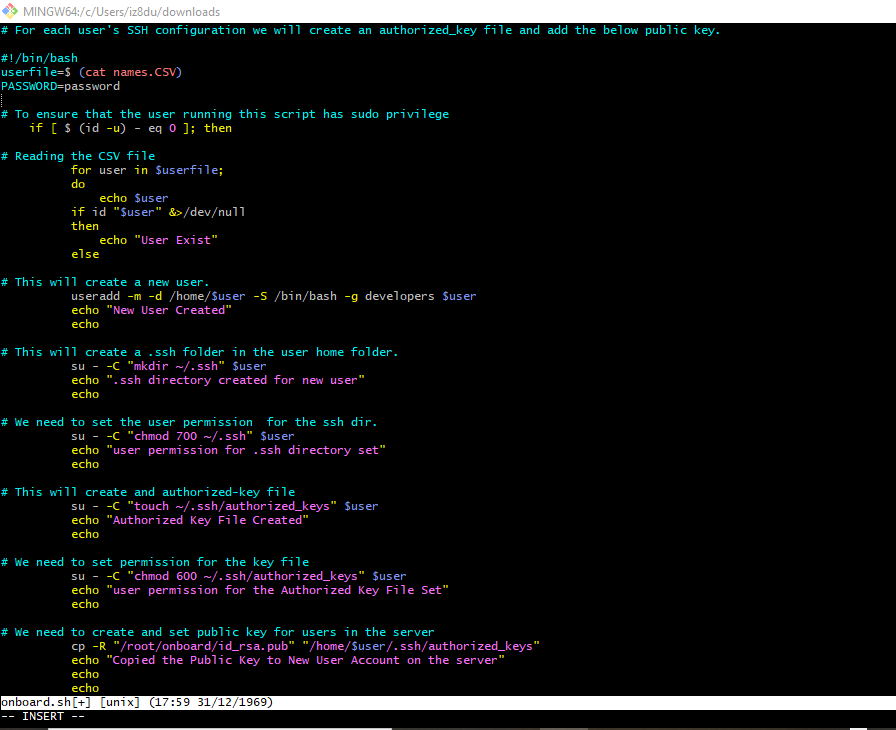 MINGW64:/c/Users/iz8du/downloads
# For each user's SSH configuration we will create an authorized_key file and add the below public key.
#!/bin/bash
userfile=$ (cat names.CSV)
PASSWORD=password
# To ensure that the user running this script has sudo privilege
if [ $ (id -u) - eq 0 ]; then
# Reading the CSV file
for user in $userfile;
do
echo $user
if id "$user" &>/dev/null
then
echo "User Exist"
else
# This will create a new user.
useradd -m -d /home/$user -S /bin/bash -g developers $user
echo "New User Created"
echo
# This will create a .ssh folder in the user home folder.
su - -C "mkdir ~/.ssh" $user
echo ".ssh directory created for new user"
echo
# We need to set the user permission  for the ssh dir.
su - -C "chmod 700 ~/.ssh" $user
echo "user permission for .ssh directory set"
echo
# This will create and authorized-key file
su - -C "touch ~/.ssh/authorized_keys" $user
echo "Authorized Key File Created"
echo
# We need to set permission for the key file
su - -C "chmod 600 ~/.ssh/authorized_keys" $user
echo "user permission for the Authorized Key File Set"
echo
# We need to create and set public key for users in the server
cp -R "/root/onboard/id_rsa.pub" "/home/$user/.ssh/authorized_keys"
echo "Copied the Public Key to New User Account on the server"
echo
echo
onboard.sh[+] [unix] (17:59 31/12/1969)
-- INSERT --